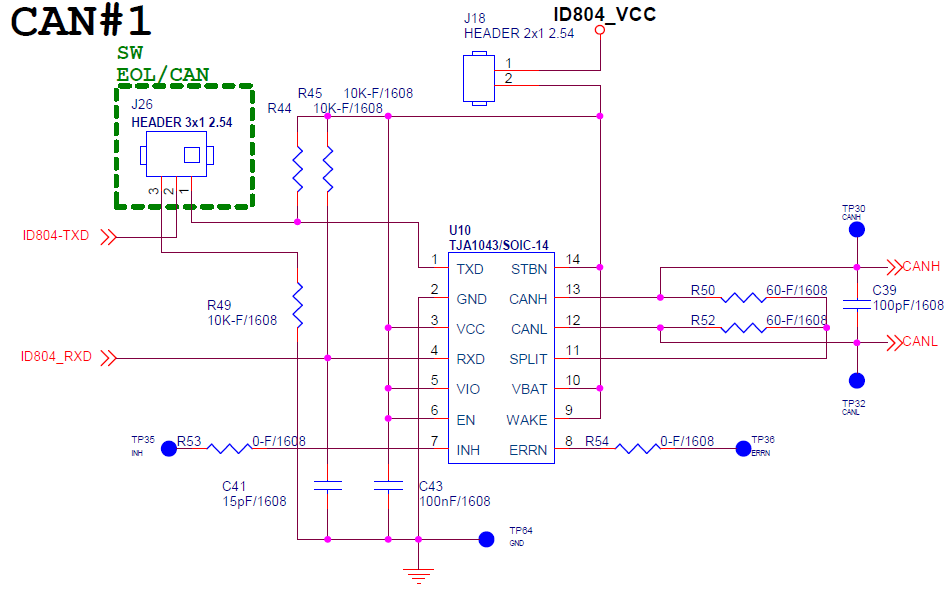 CAN#1
ID804_VCC
J18
HEADER 2x1 2.54
1
2
SW
EOL/CAN
J26
HEADER 3x1 2.54
3
2
1
R45
10K-F/1608
R44
10K-F/1608
ID804-TXD
U10
TJA1043/SOIC-14
1
TXD
STBN
14
2
GND
CANH
13
3
VCC
CANL
12
4
RXD
SPLIT
11
5
VIO
VBAT
10
6
EN
WAKE
9
7
INH
ERRN
8
TP30
CANH
CANH
R50
60-F/1608
C39
100pF/1608
R52
60-F/1608
CANL
TP32
CANL
R49
10K-F/1608
ID804_RXD
TP35
INH
R53
0-F/1608
R54
0-F/1608
TP36
ERRN
C41
15pF/1608
C43
100nF/1608
TP64
GND